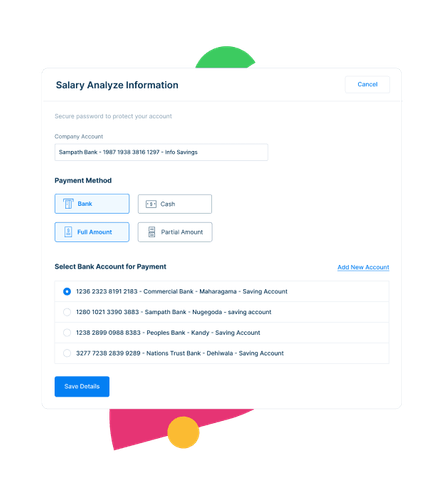 Salary Analyze Information
Cancel
Secure password to protect your account
Company Account
Sampath Bank - 1987 1938 3816 1297 - Info Savings
Payment Method
Bank
Cash
Full Amount
Partial Amount
Select Bank Account for Payment
Add New Account
1236 2323 8191 2183 - Commercial Bank - Maharagama - Saving Account
1280 1021 3390 3883 - Sampath Bank - Nugegoda - saving account
1238 2899 0988 8383 - Peoples Bank - Kandy - Saving Account
3277 7238 2839 9289 - Nations Trust Bank - Dehiwala - Saving Account
Save Details